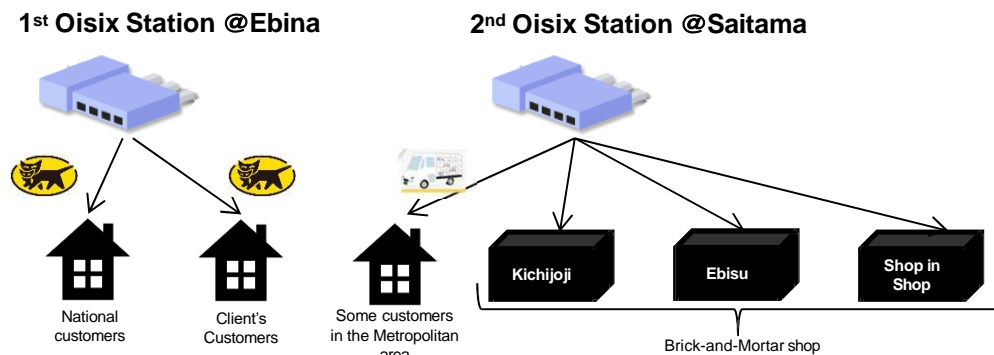 1st Oisix Station @Ebina
2nd Oisix Station @Saitama
Kichijoji
Ebisu
Shop in
Shop
National
customers
Client's
Customers
Some customers
in the Metropolitan
area
Brick-and-Mortar shop